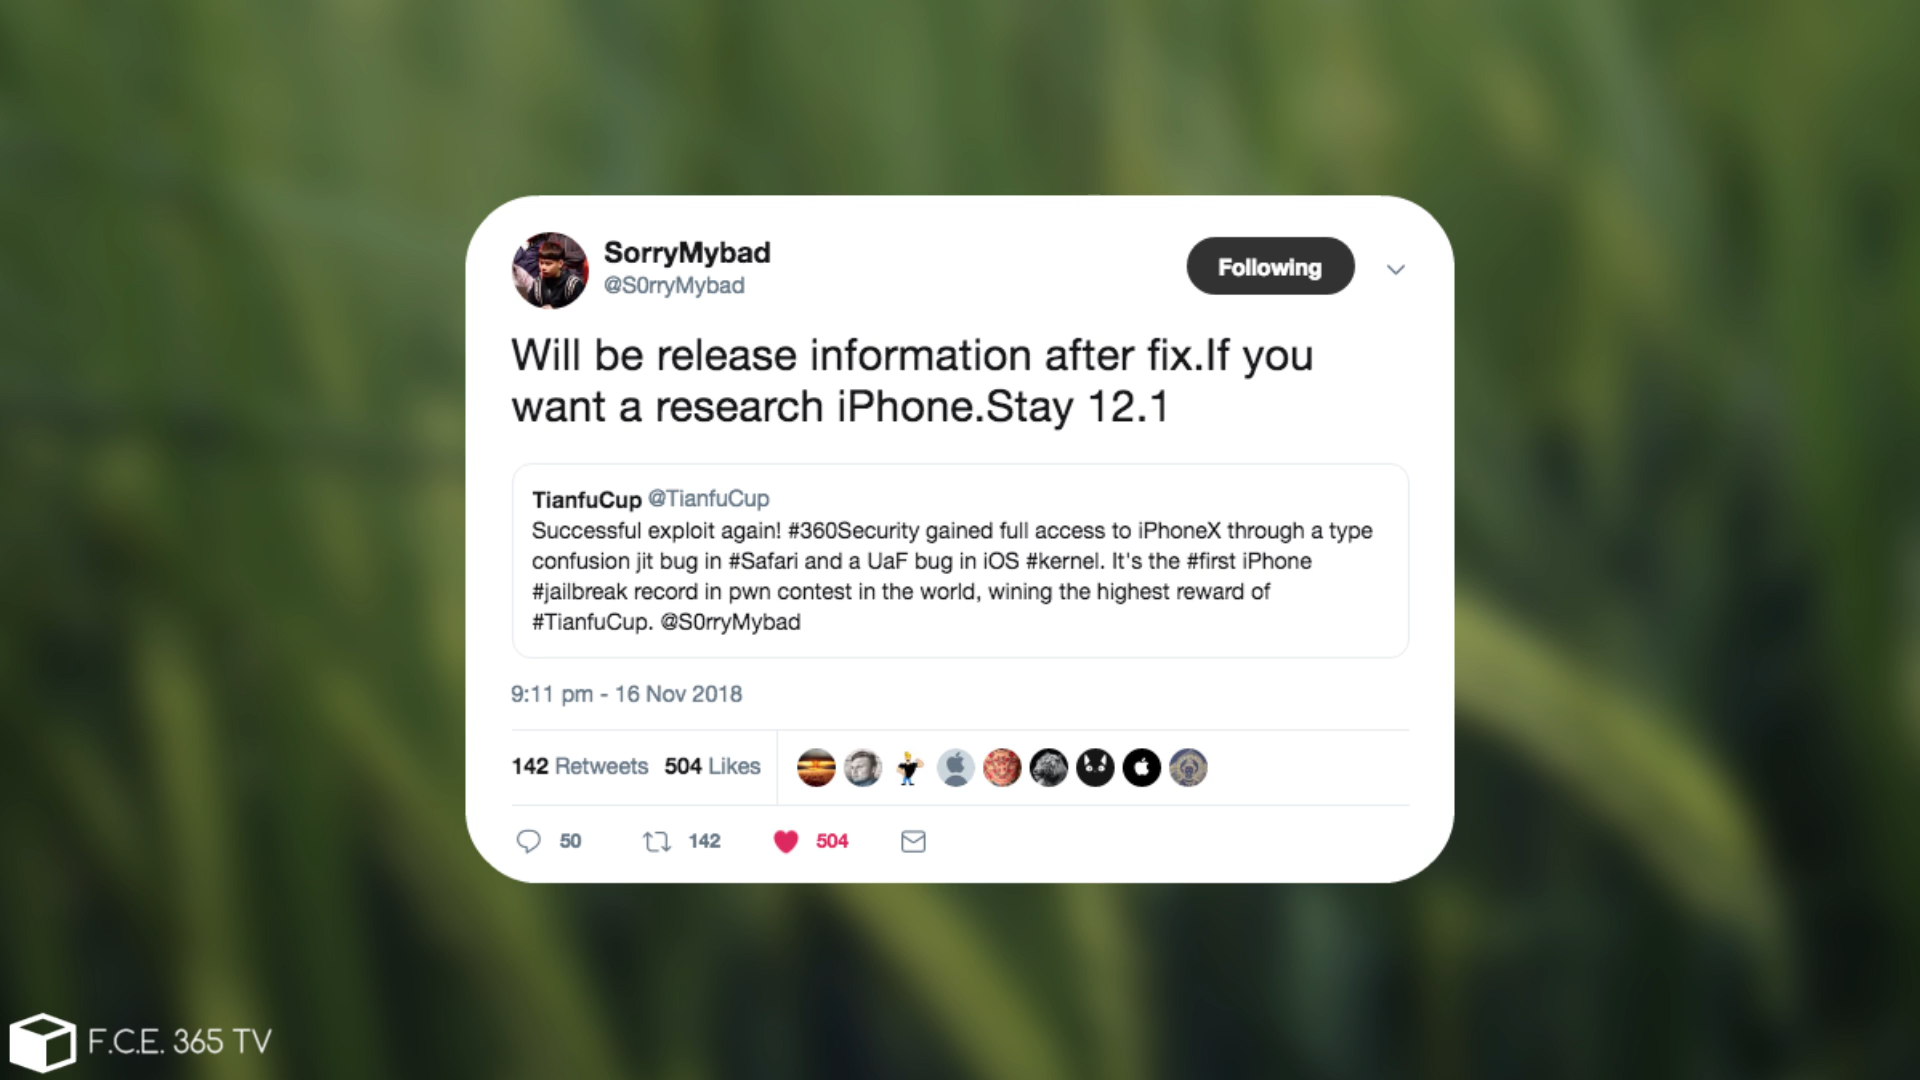 SorryMybad
@S0rryMybad
Following
Will be release information after fix.If you
want a research iPhone.Stay 12.1
TianfuCup @TianfuCup
Successful exploit again! #360Security gained full access to iPhoneX through a type
confusion jit bug in #Safari and a UaF bug in iOS #kernel. It's the #first iPhone
#jailbreak record in pwn contest in the world, wining the highest reward of
#TianfuCup. @S0rryMybad
9:11 pm - 16 Nov 2018
142 Retweets 504 Likes
50 142 504
F.C.E. 365 TV